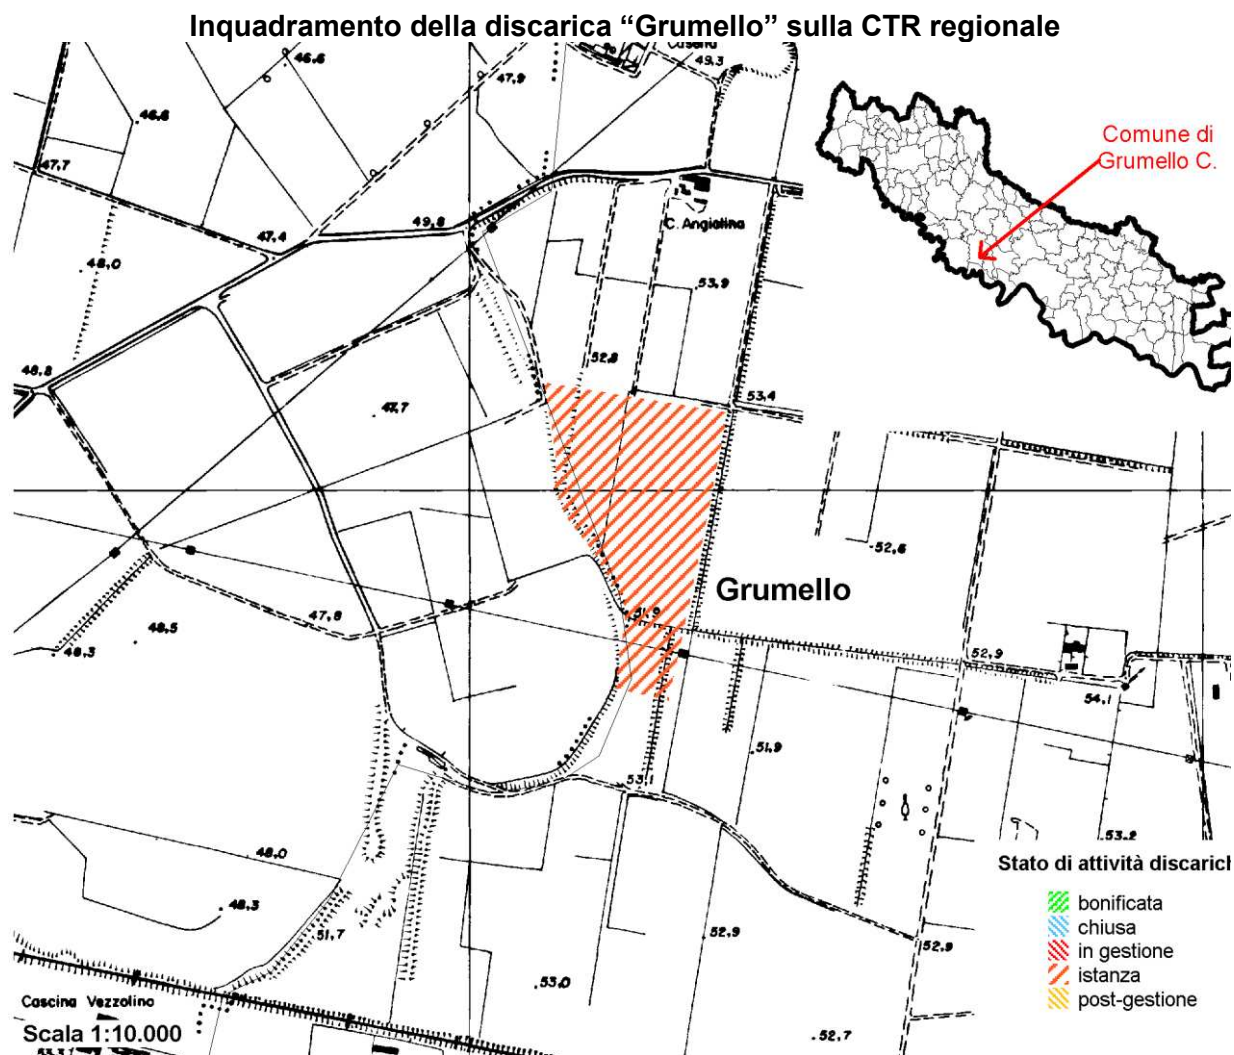 Inquadramento della discarica “Grumello” sulla CTR regionale
Cascina
49.3
46.6
47.9
46.6
Comune di
Grumello C.
47.7
49,8
C. Angiolina
47.4
48,0
53,9
52,8
48.8
53.4
47.7
52,6
Grumello
51,9
47,8
48.5
48.3
52,9
54.1
51,9
53,1
53.2
48,0
Stato di attività discarich
bonificata
chiusa
in gestione
istanza
post-gestione
48.3
51,7
52,9
52,9
53.0
Cascina Vezzolino
Scala 1:10.000
52,7
53.3